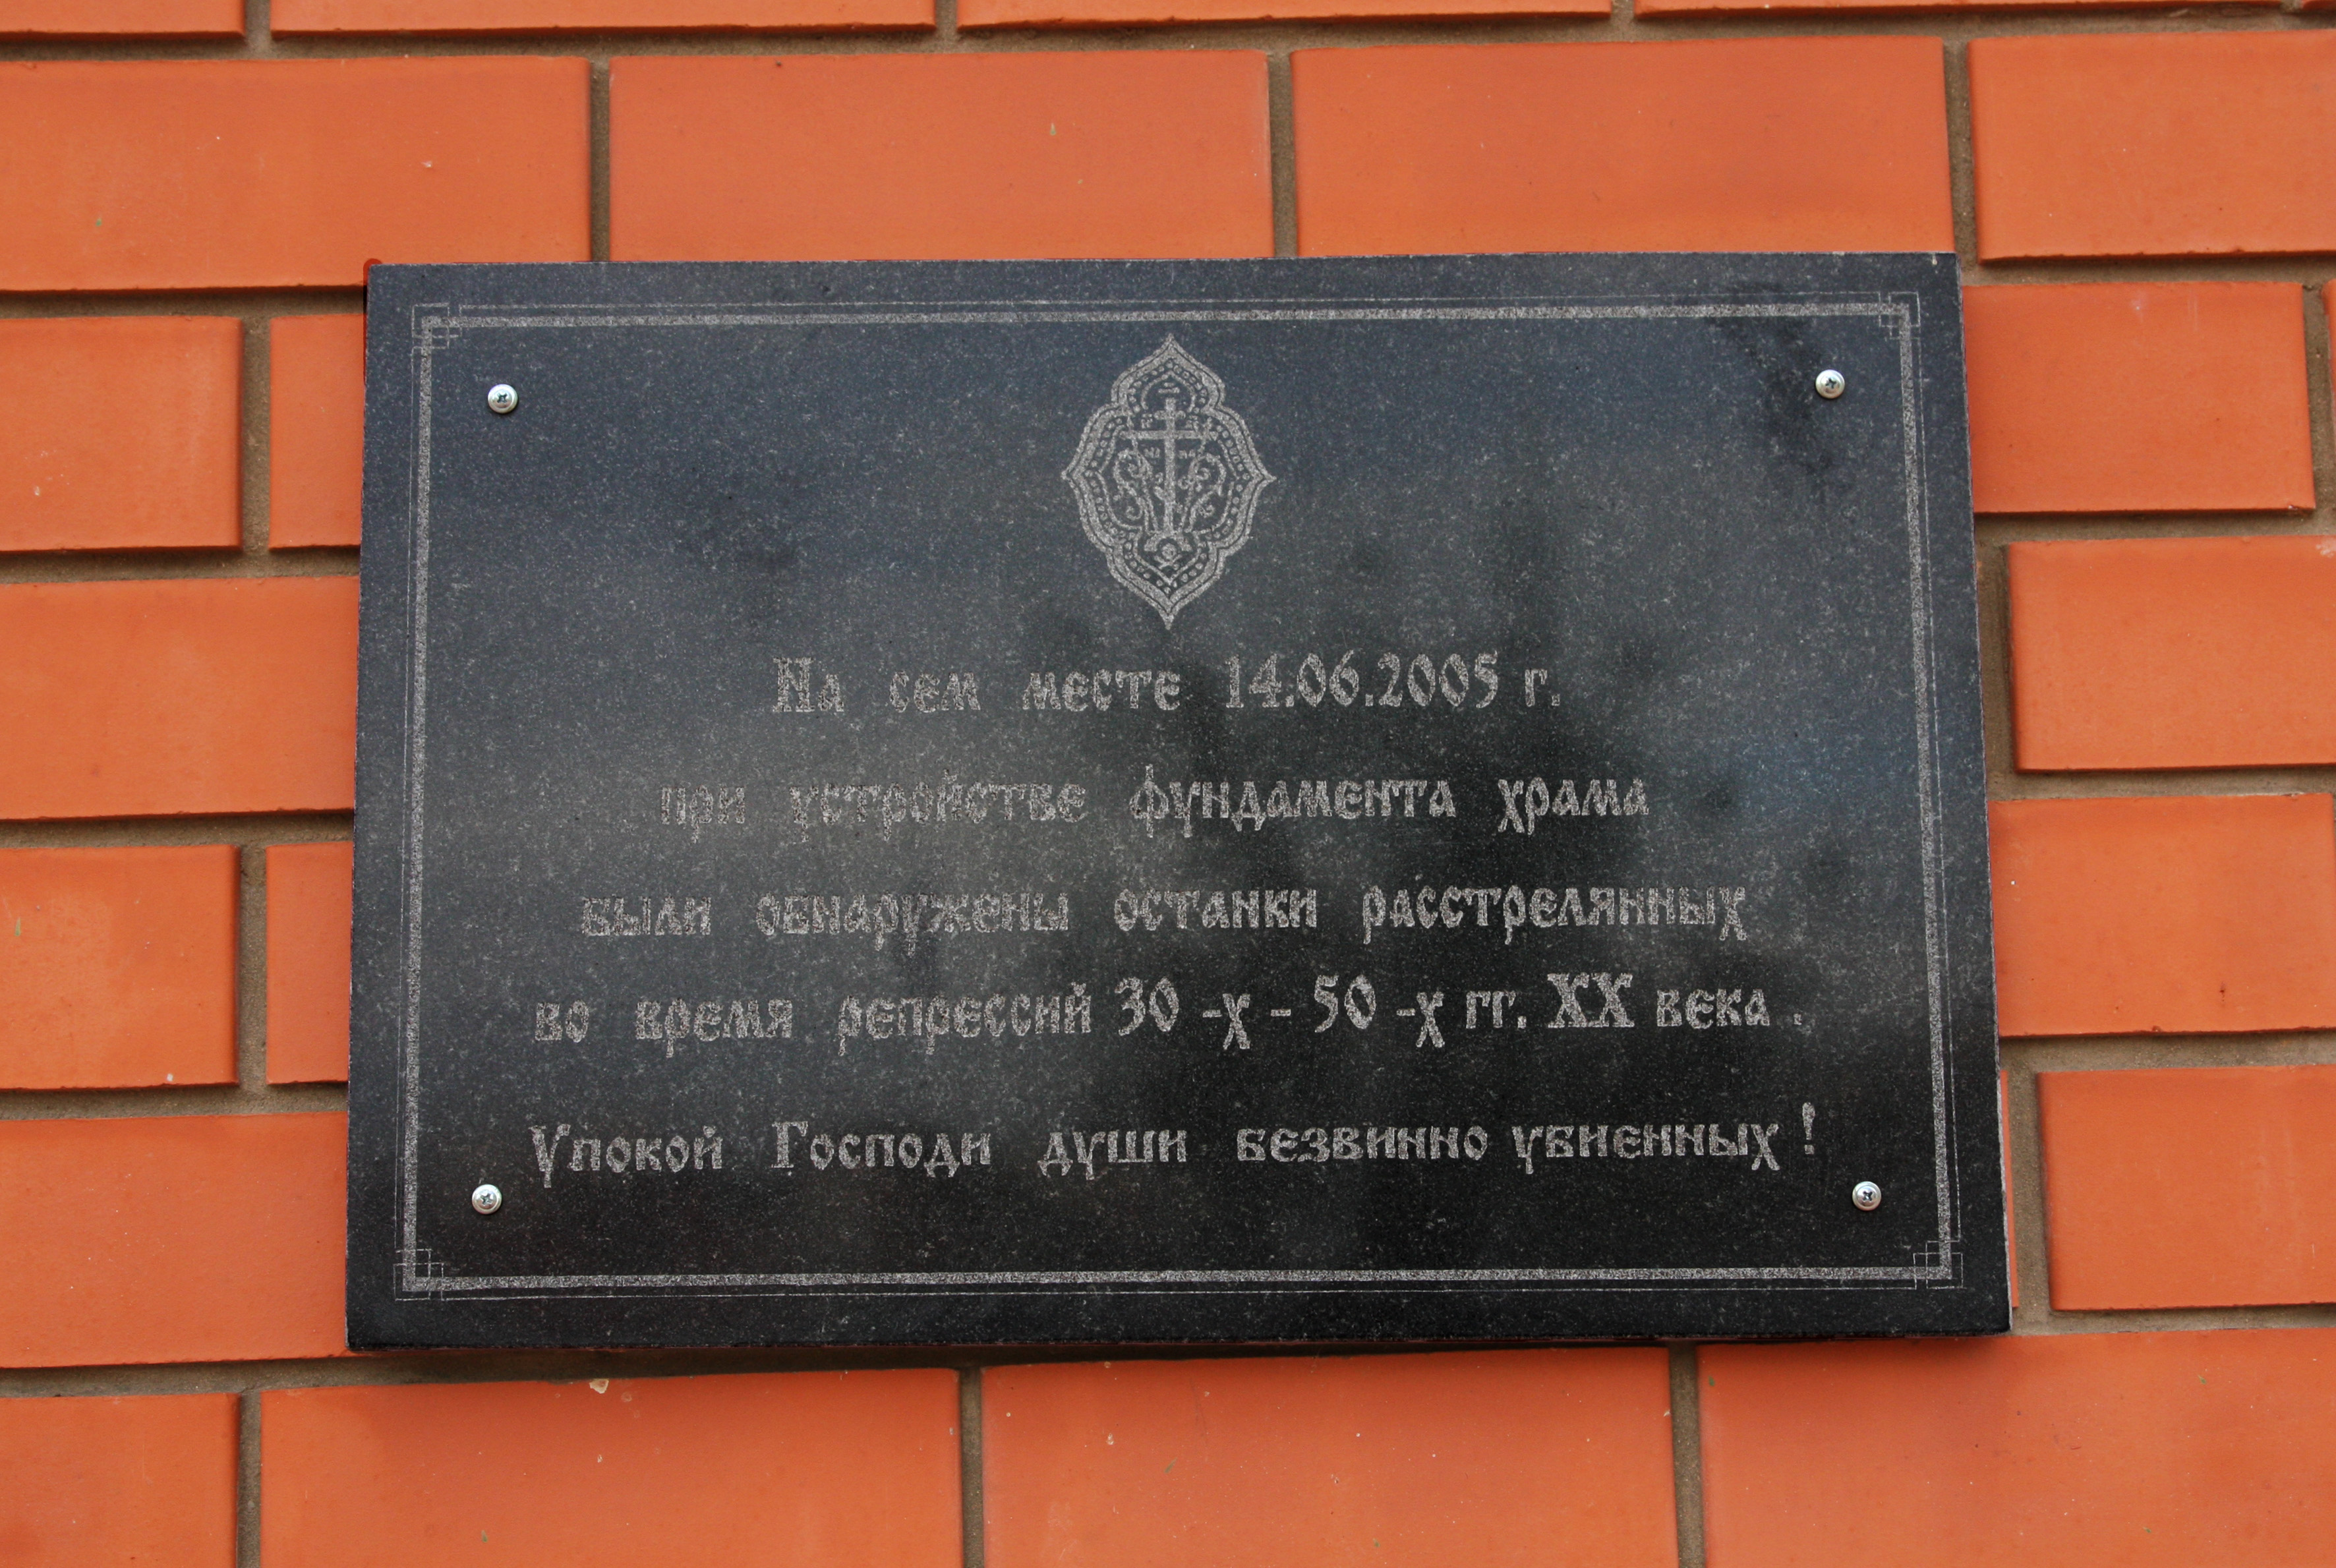 На сем месте 14.06.2005 г.
при устройстве фундамента храма
были обнаружены останки расстрелянных
во время репрессий 30 -х - 50 -х гг. XX века .
Упокой Господи души безвинно убиенных !